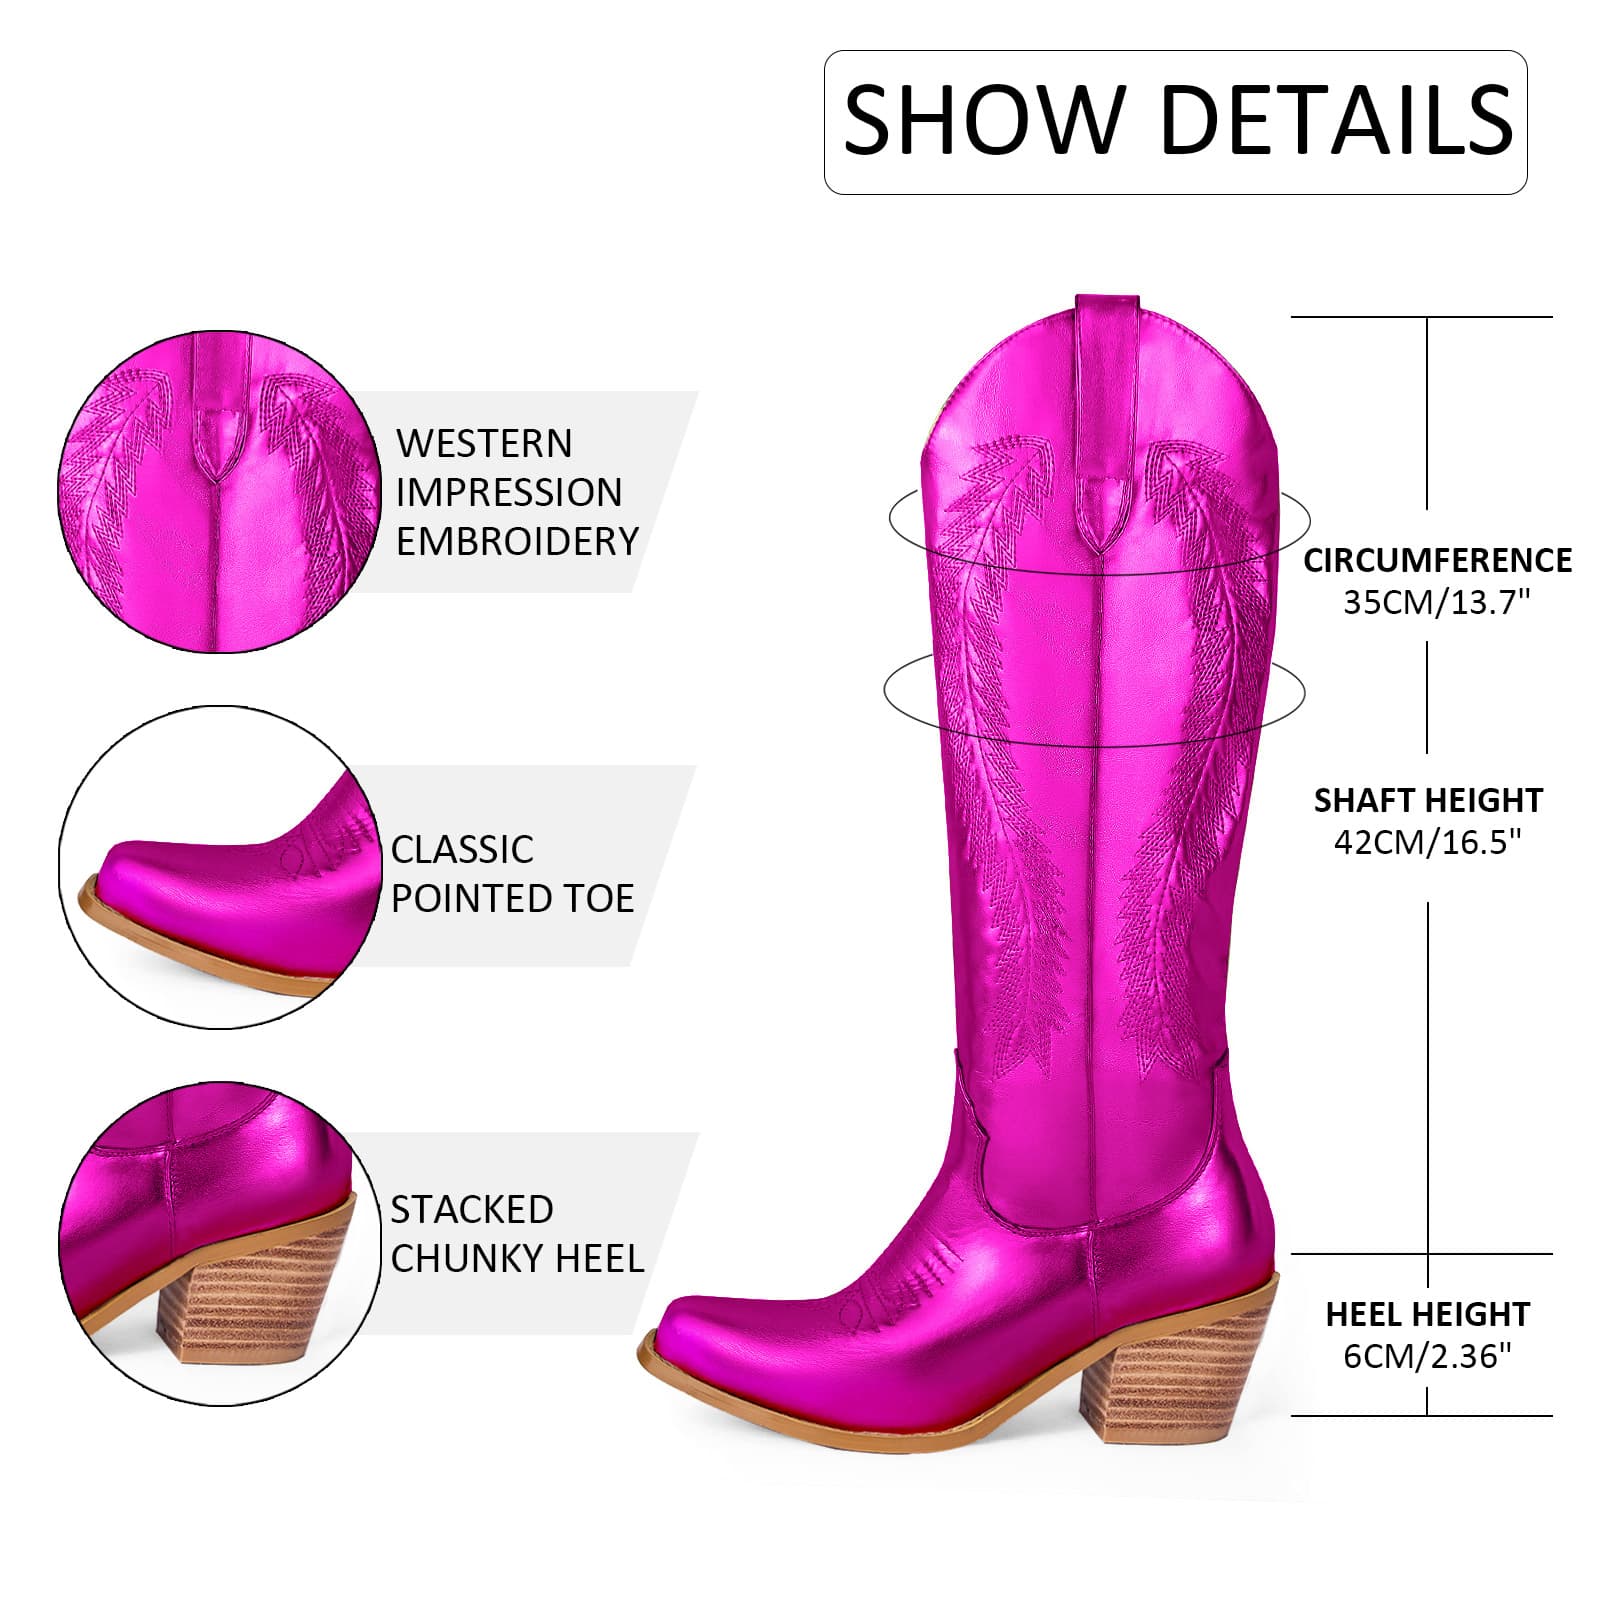 SHOW DETAILS
WESTERN
IMPRESSION
EMBROIDERY
CLASSIC
POINTED TOE
STACKED
CHUNKY HEEL
CIRCUMFERENCE
35CM/13.7"
SHAFT HEIGHT
42CM/16.5"
HEEL HEIGHT
6CM/2.36"